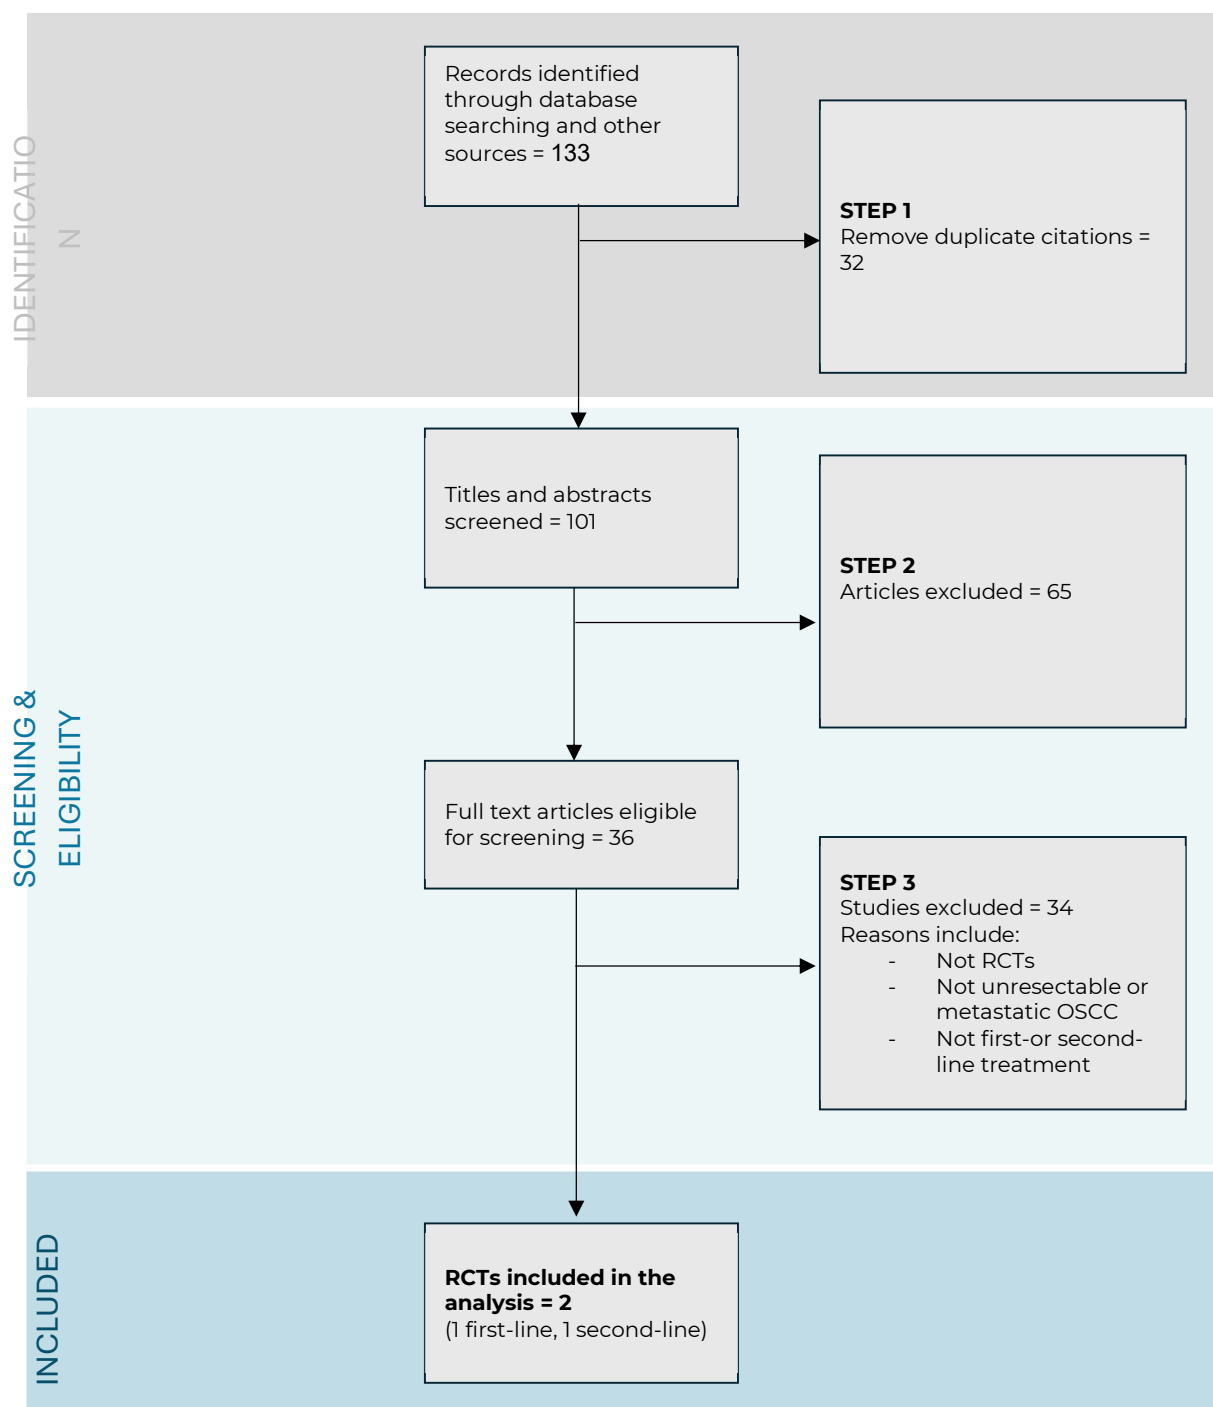 IDENTIFICATIO
N
Records identified
through database
searching and other
sources = 133
STEP 1
Remove duplicate citations =
32
SCREENING &
ELIGIBILITY
Titles and abstracts
screened = 101
STEP 2
Articles excluded = 65
Full text articles eligible
for screening = 36
STEP 3
Studies excluded = 34
Reasons include:
- Not RCTs
- Not unresectable or
metastatic OSCC
- Not first-or second-
line treatment
INCLUDED
RCTs included in the
analysis = 2
(1 first-line, 1 second-line)